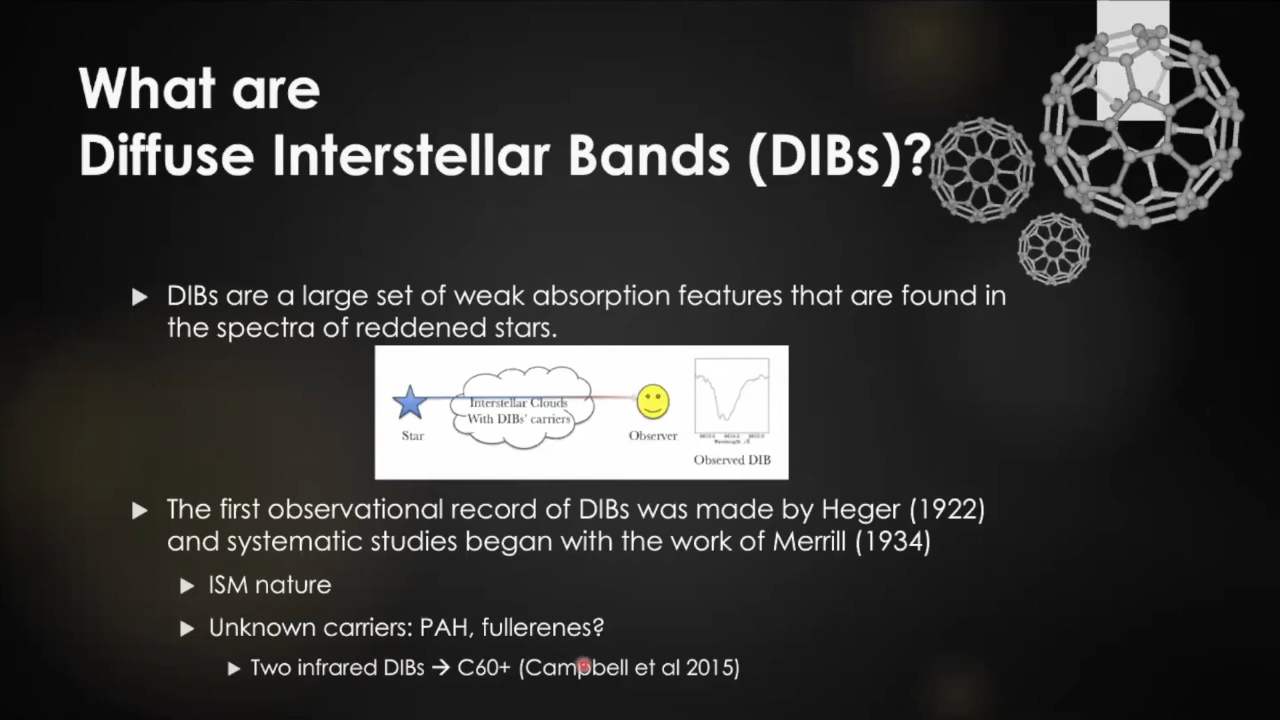 What are
Diffuse Interstellar Bands (DIBs)?
DIBs are a large set of weak absorption features that are found in
the spectra of reddened stars.
Interstellar Clouds
With DIBs' carriers
Star
Observer
Observed DIB
The first observational record of DIBs was made by Heger (1922)
and systematic studies began with the work of Merrill (1934)
ISM nature
Unknown carriers: PAH, fullerenes?
Two infrared DIBs → C60+ (Campbell et al 2015)